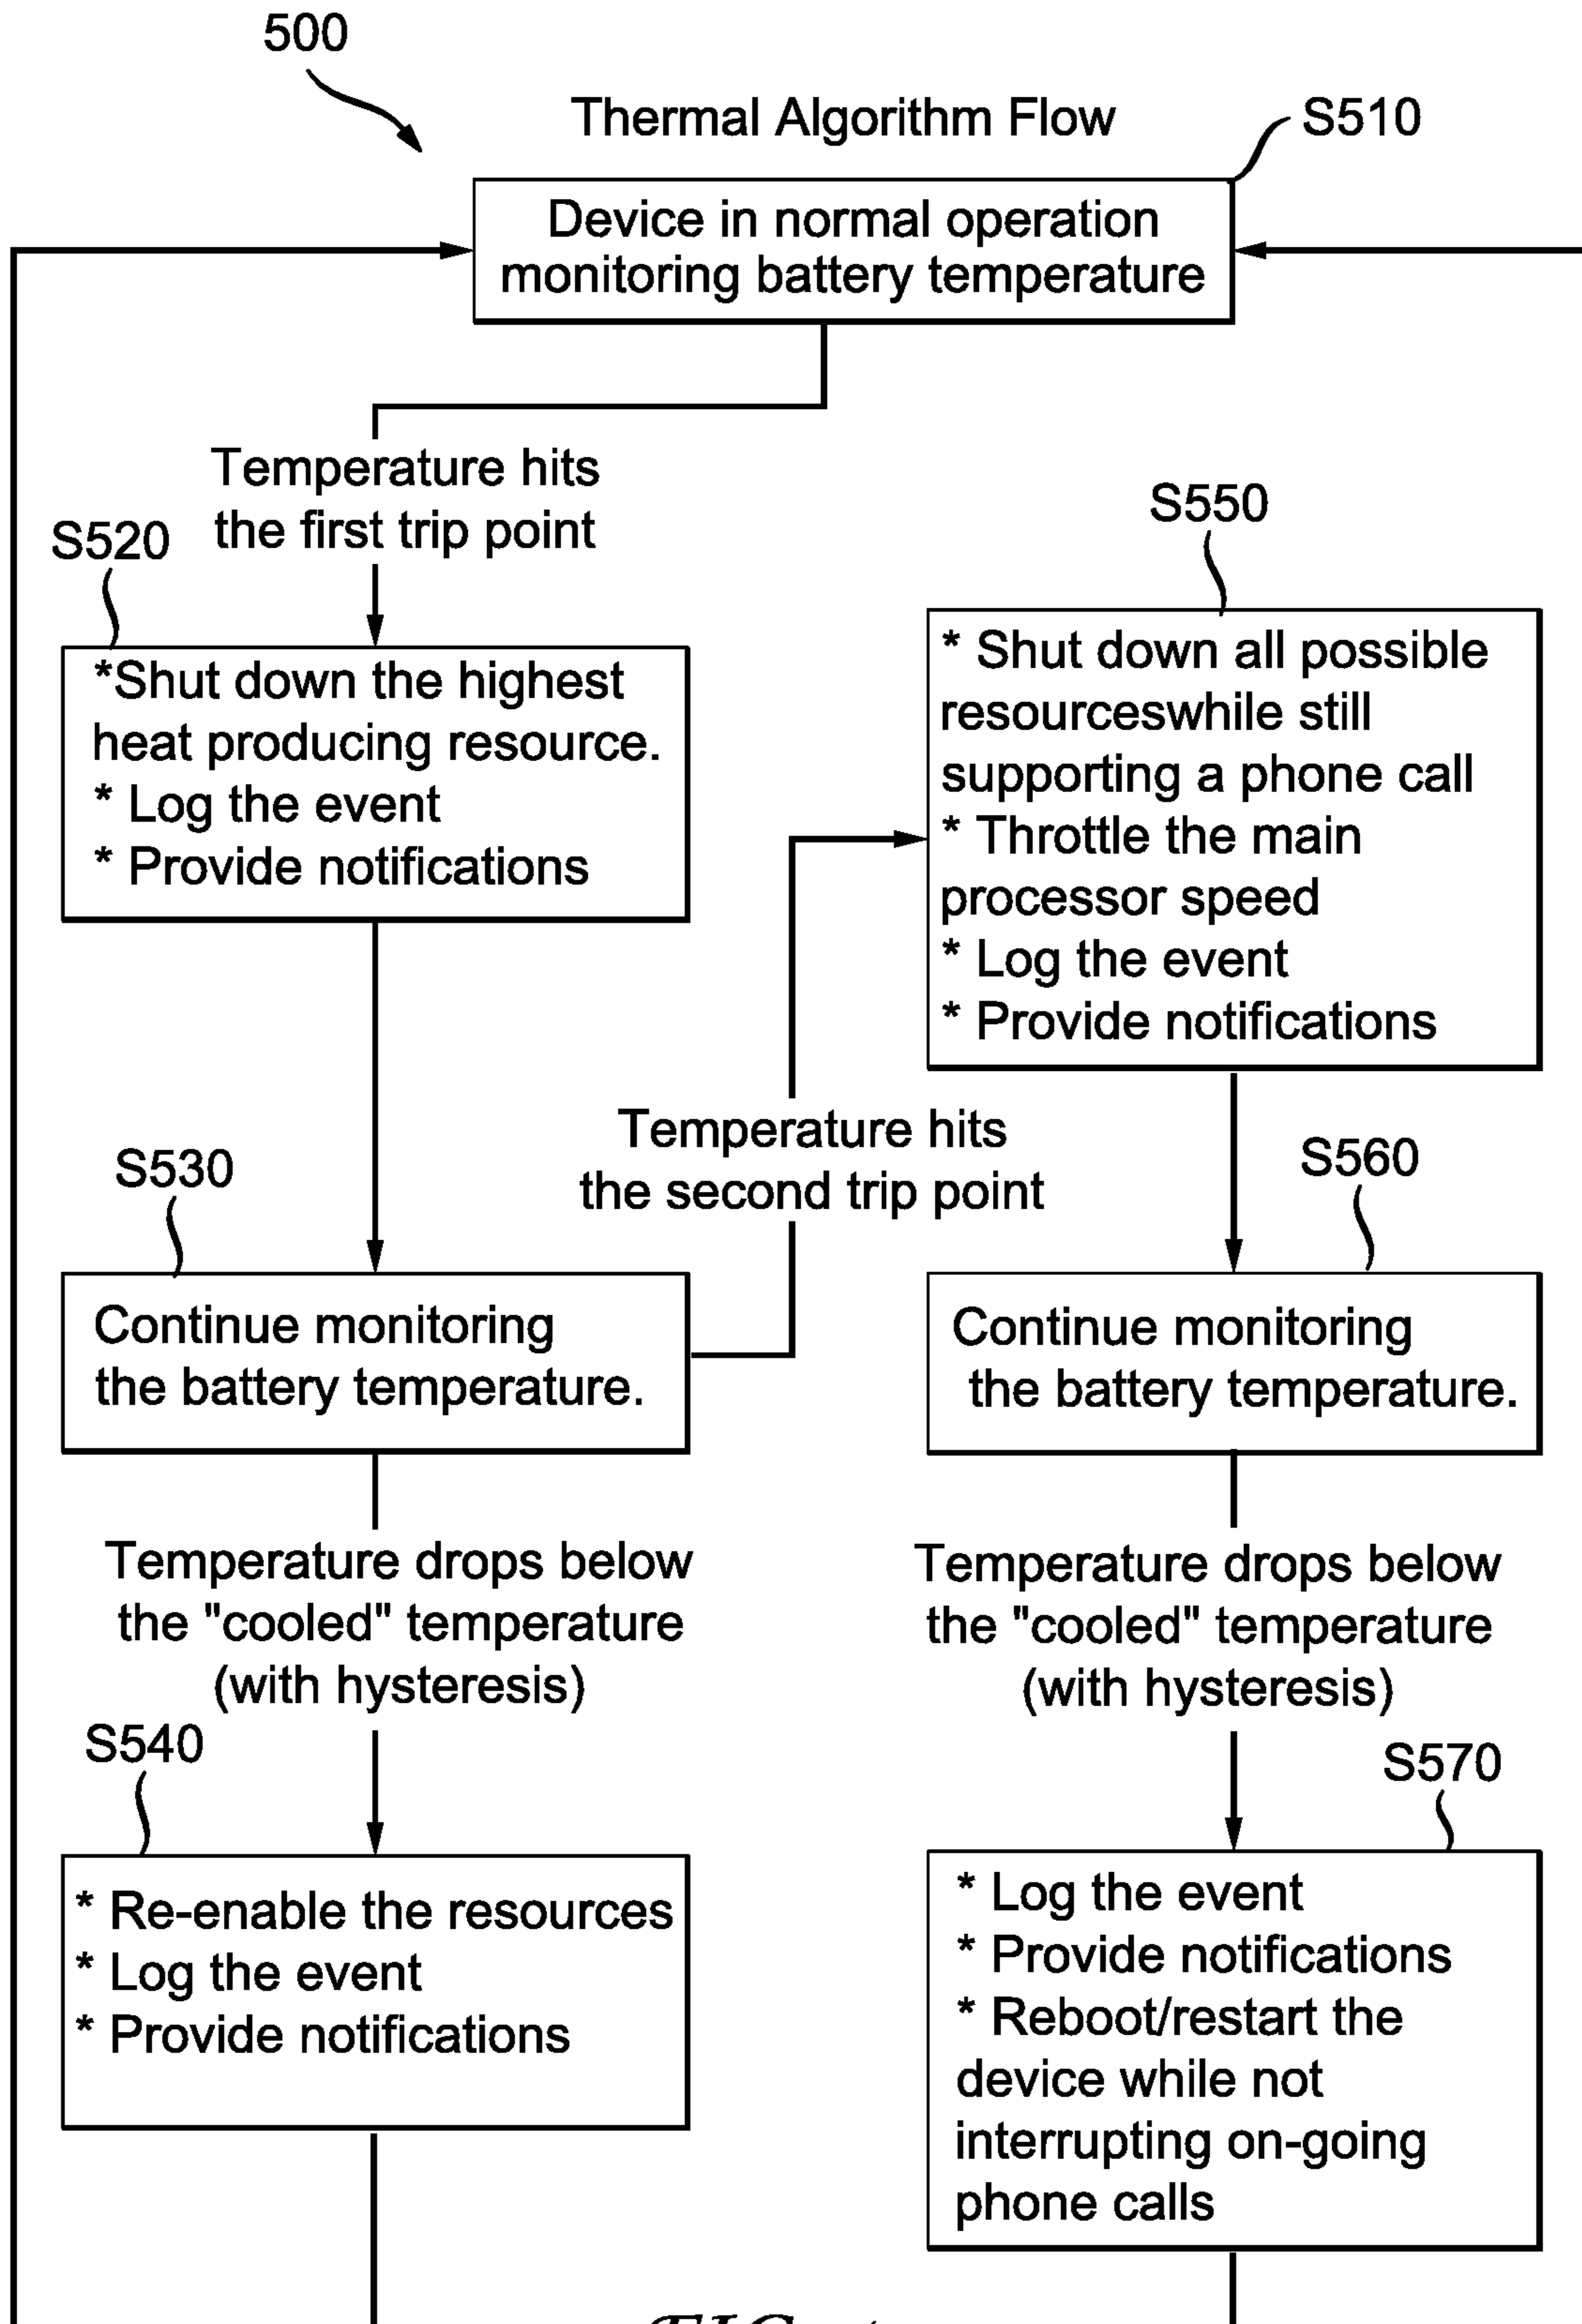 500
Thermal Algorithm Flow
S510
Device in normal operation
monitoring battery temperature
Temperature hits
the first trip point
S520
*Shut down the highest
heat producing resource.
* Log the event
* Provide notifications
S550
* Shut down all possible
resourceswhile still
supporting a phone call
* Throttle the main
processor speed
* Log the event
* Provide notifications
Temperature hits
the second trip point
S530
Continue monitoring
the battery temperature.
S560
Continue monitoring
the battery temperature.
Temperature drops below
the "cooled" temperature
(with hysteresis)
Temperature drops below
the "cooled" temperature
(with hysteresis)
S540
* Re-enable the resources
* Log the event
* Provide notifications
S570
* Log the event
* Provide notifications
* Reboot/restart the
device while not
interrupting on-going
phone calls